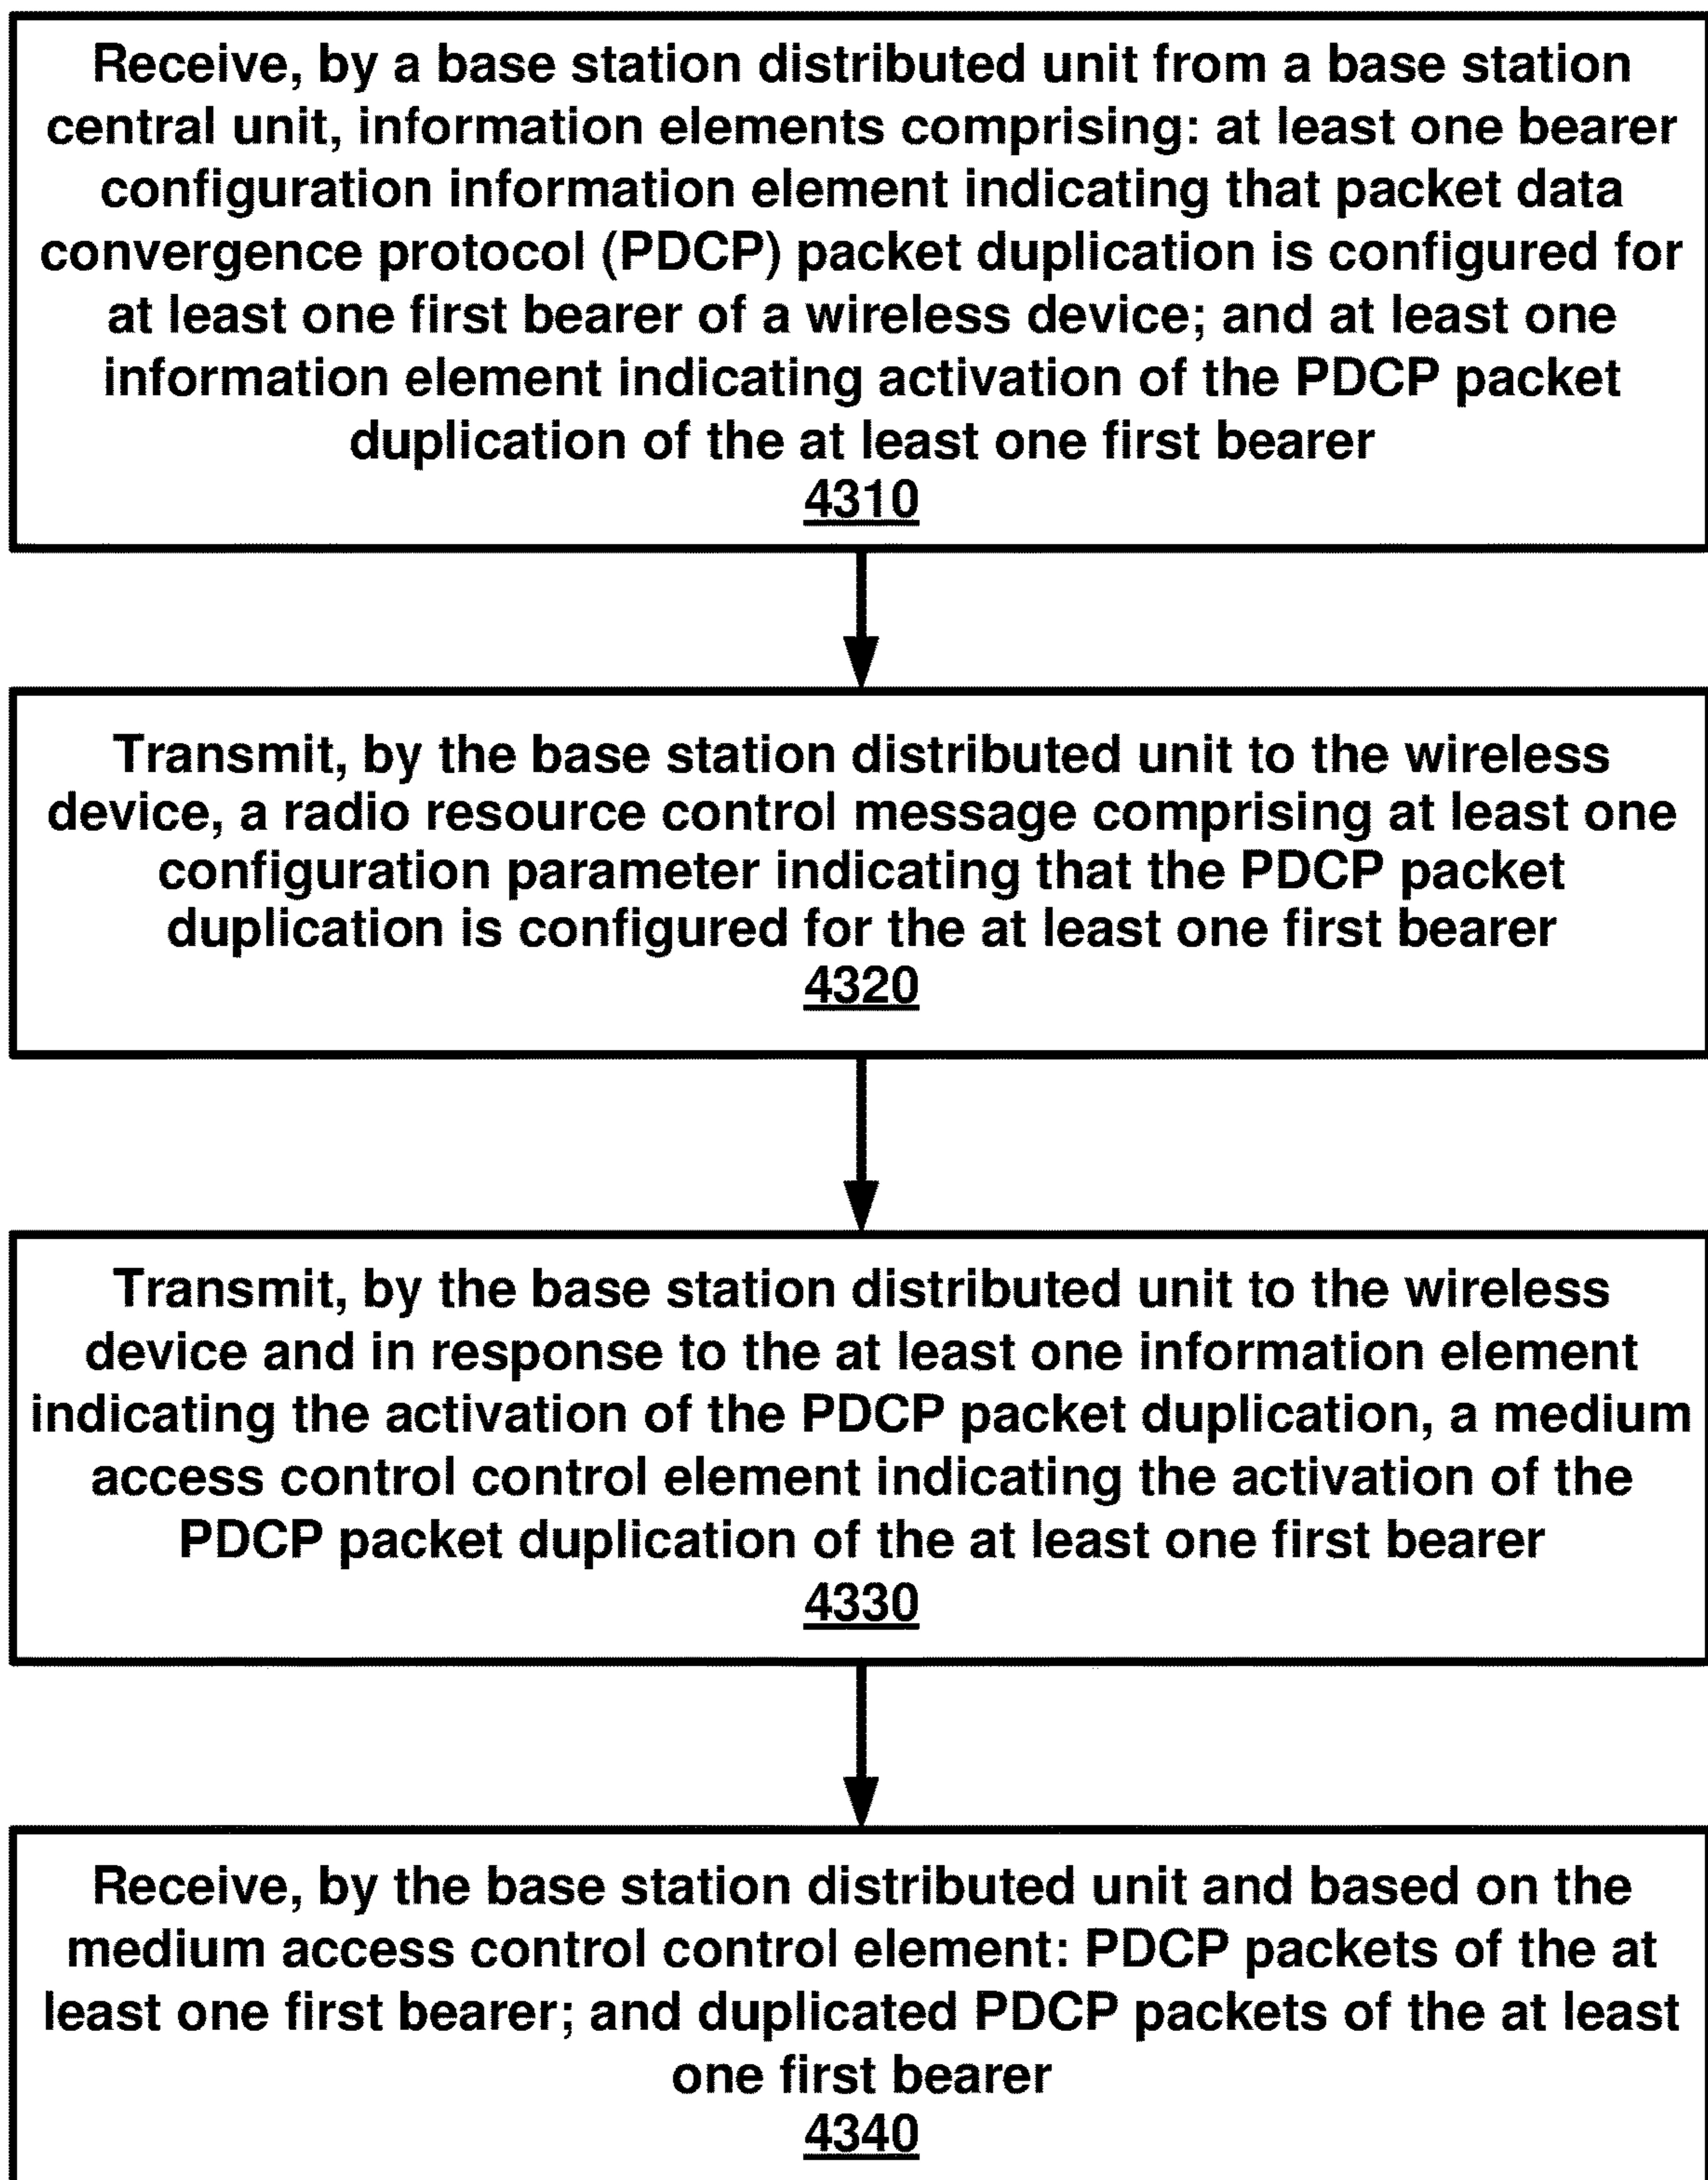 Receive, by a base station distributed unit from a base station
central unit, information elements comprising: at least one bearer
configuration information element indicating that packet data
convergence protocol (PDCP) packet duplication is configured for
at least one first bearer of a wireless device; and at least one
information element indicating activation of the PDCP packet
duplication of the at least one first bearer
4310
Transmit, by the base station distributed unit to the wireless
device, a radio resource control message comprising at least one
configuration parameter indicating that the PDCP packet
duplication is configured for the at least one first bearer
4320
Transmit, by the base station distributed unit to the wireless
device and in response to the at least one information element
indicating the activation of the PDCP packet duplication, a medium
access control control element indicating the activation of the
PDCP packet duplication of the at least one first bearer
4330
Receive, by the base station distributed unit and based on the
medium access control control element: PDCP packets of the at
least one first bearer; and duplicated PDCP packets of the at least
one first bearer
4340